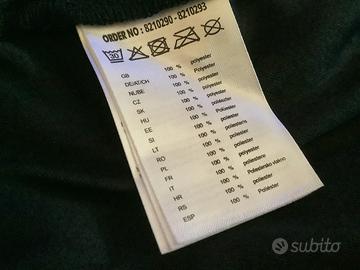 ORDER NO : 8210290 - 8210293
30
GB 100 % polyester
DE/AT/CH 100 % Polyester
NL/BE 100 % polyester
CZ 100 % polyester
SK 100 % polyester
HU 100 % poliészter
EE 100 % polüester
SI 100 % poliester
LT 100 % poliesteris
RO 100 % poliester
PL 100 % poliester
FR 100 % polyester
IT 100 % poliestere
HR 100 % Poliestersko vlakno
RS 100 % Poliester
ESP 100 % Poliéster
subito